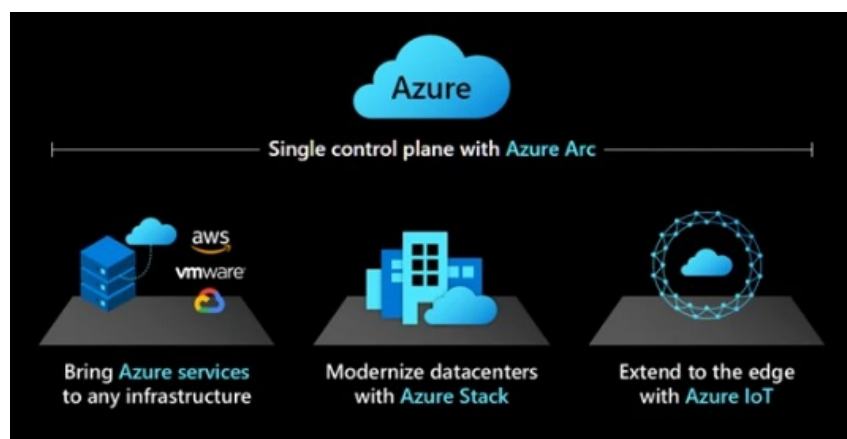 Azure
Single control plane with Azure Arc
aws
vmware
Bring Azure services
to any infrastructure
Modernize datacenters
with Azure Stack
Extend to the edge
with Azure IoT